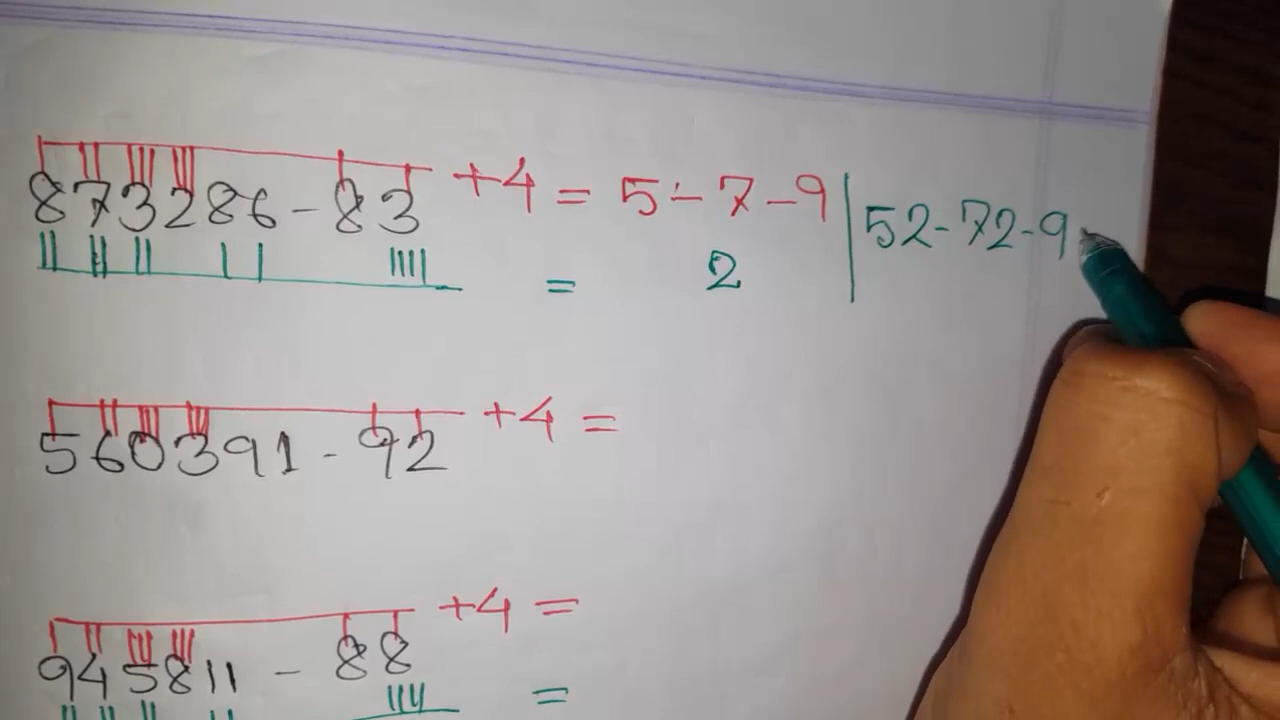 873286-83 +4 = 5-7-9 | 52-72-9
= 2
560391-92 +4 =
945811-88 +4 =
=